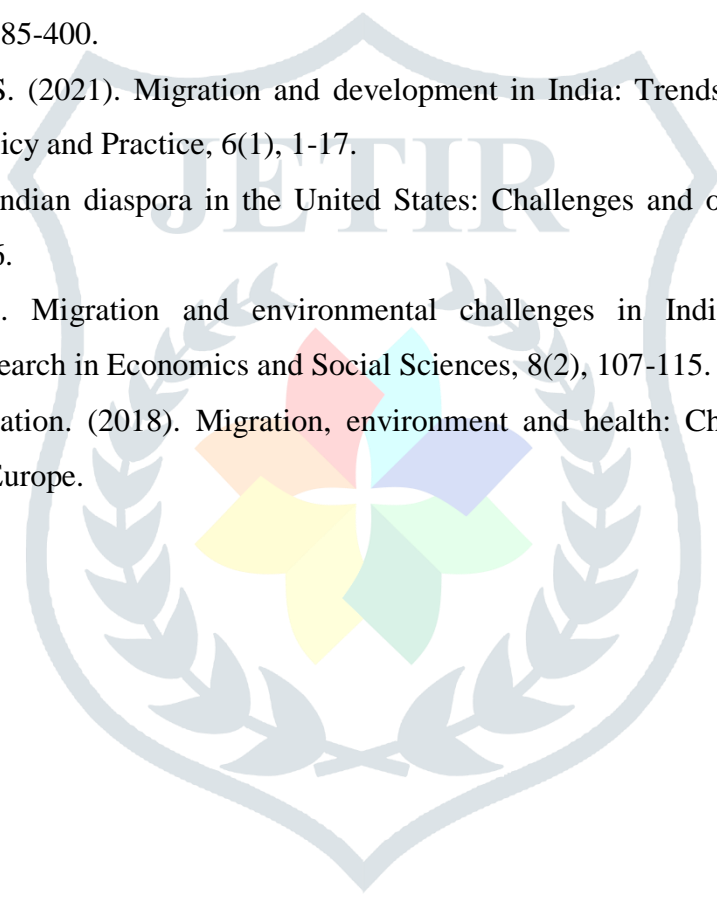 85-400.
S. (2021). Migration and development in India: Trends
icy and Practice, 6(1), 1-17.
ndian diaspora in the United States: Challenges and o
6.
. Migration and environmental challenges in Indi
earch in Economics and Social Sciences, 8(2), 107-115.
ation. (2018). Migration, environment and health: Ch
Europe.
JETIR